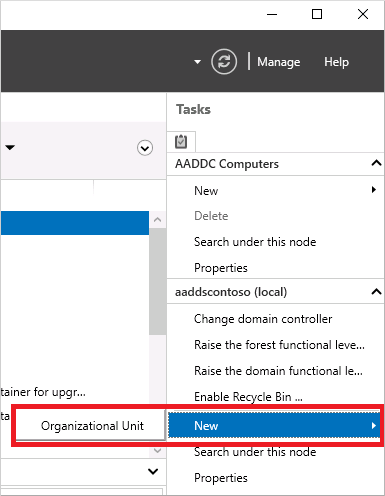 Manage Help
Tasks
AADDC Computers
New
Delete
Search under this node
Properties
aaddscontoso (local)
Change domain controller
Raise the forest functional leve...
Raise the domain functional le...
tainer for upgr...
Enable Recycle Bin ...
ta
Organizational Unit
New
Search under this node
Properties